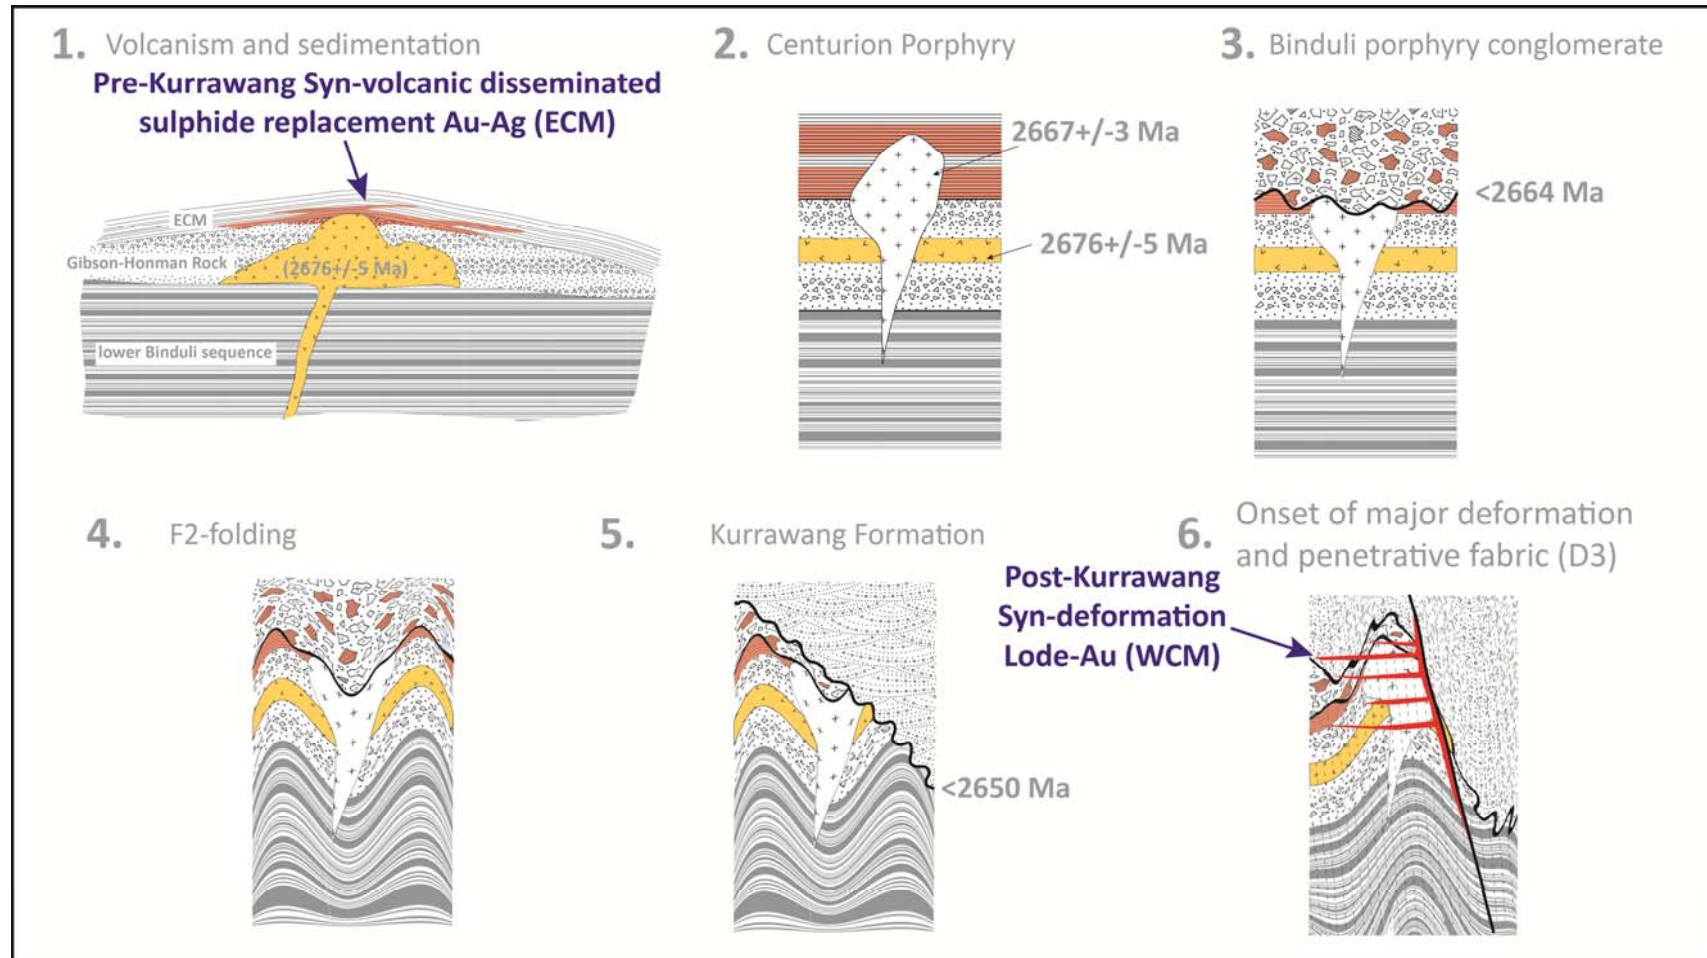 1. Volcanism and sedimentation
Pre-Kurrawang Syn-volcanic disseminated
sulphide replacement Au-Ag (ECM)
ECM
Gibson-Honman Rock
(2676+/-5 Ma)
lower Binduli sequence
2. Centurion Porphyry
2667+/-3 Ma
2676+/-5 Ma
3. Binduli porphyry conglomerate
<2664 Ma
4. F2-folding
5. Kurrawang Formation
<2650 Ma
6. Onset of major deformation
and penetrative fabric (D3)
Post-Kurrawang
Syn-deformation
Lode-Au (WCM)